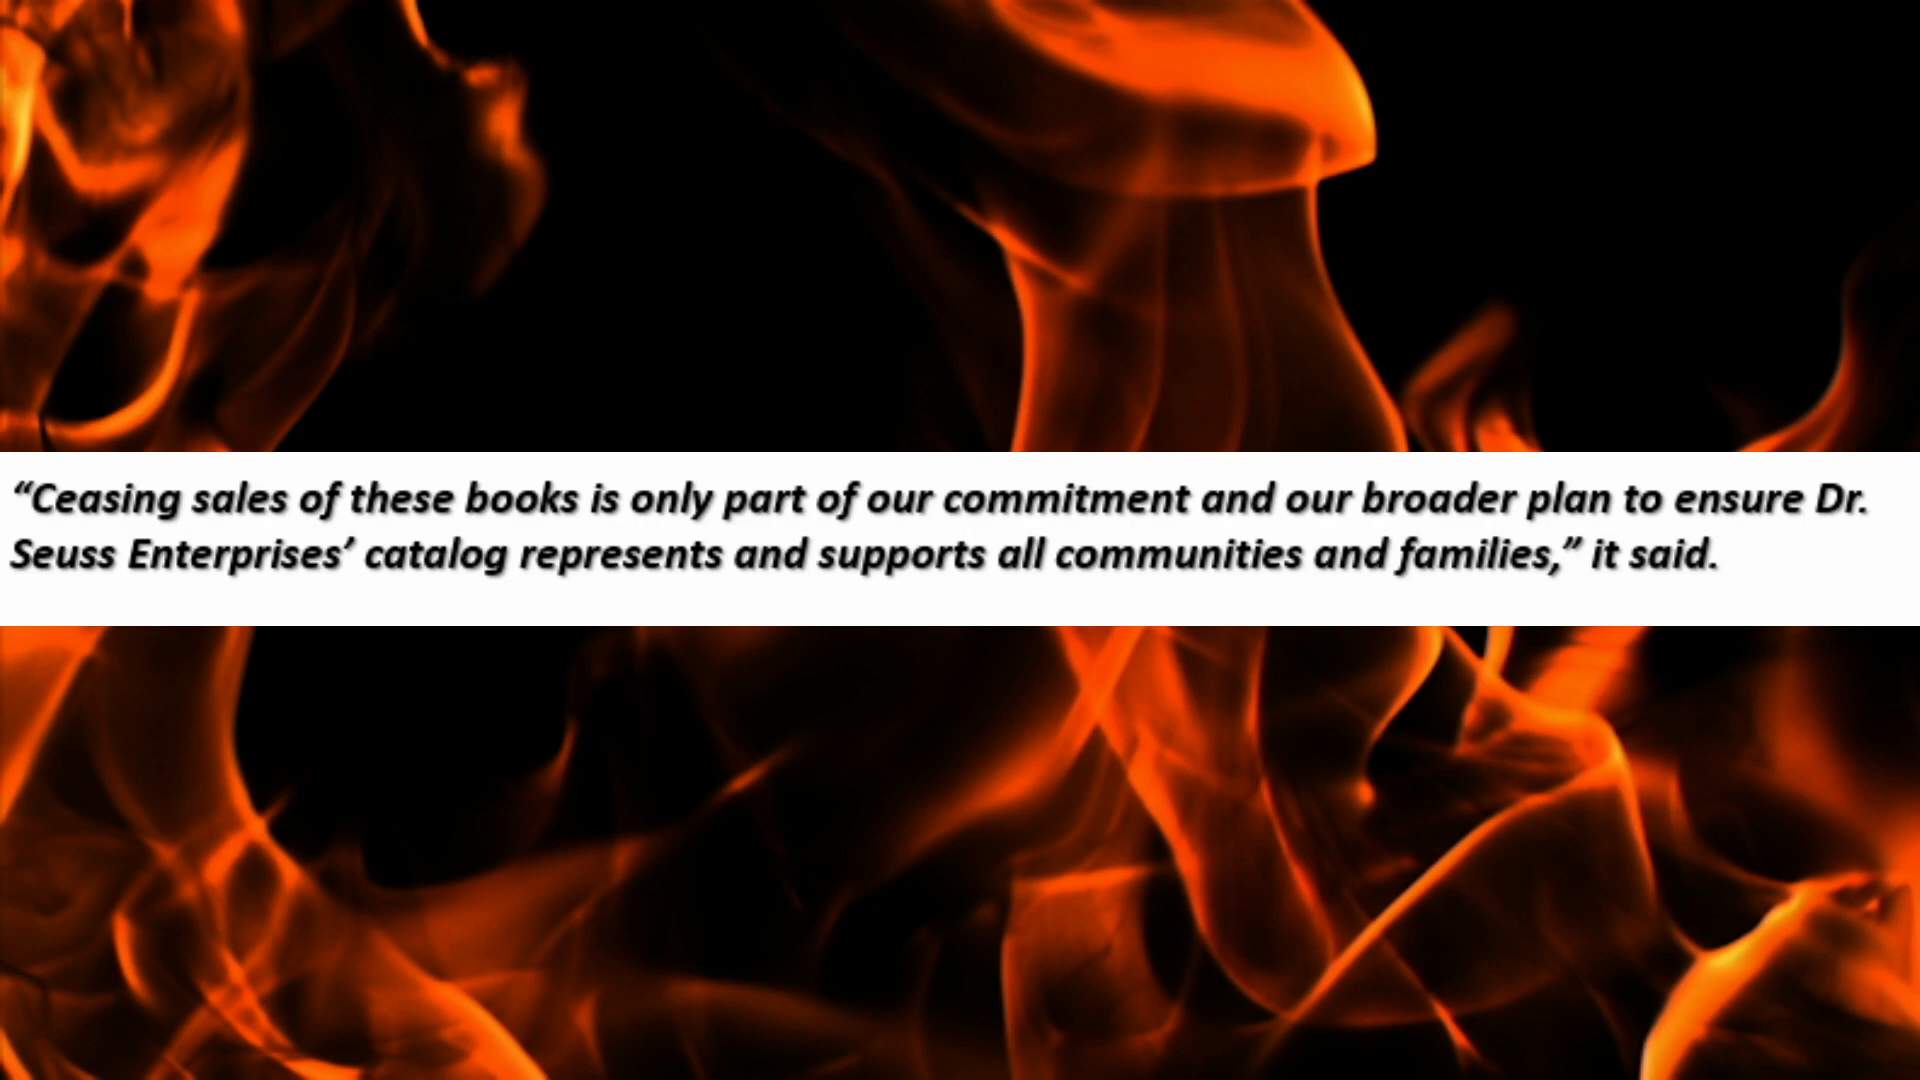 “Ceasing sales of these books is only part of our commitment and our broader plan to ensure Dr.
Seuss Enterprises’ catalog represents and supports all communities and families,” it said.